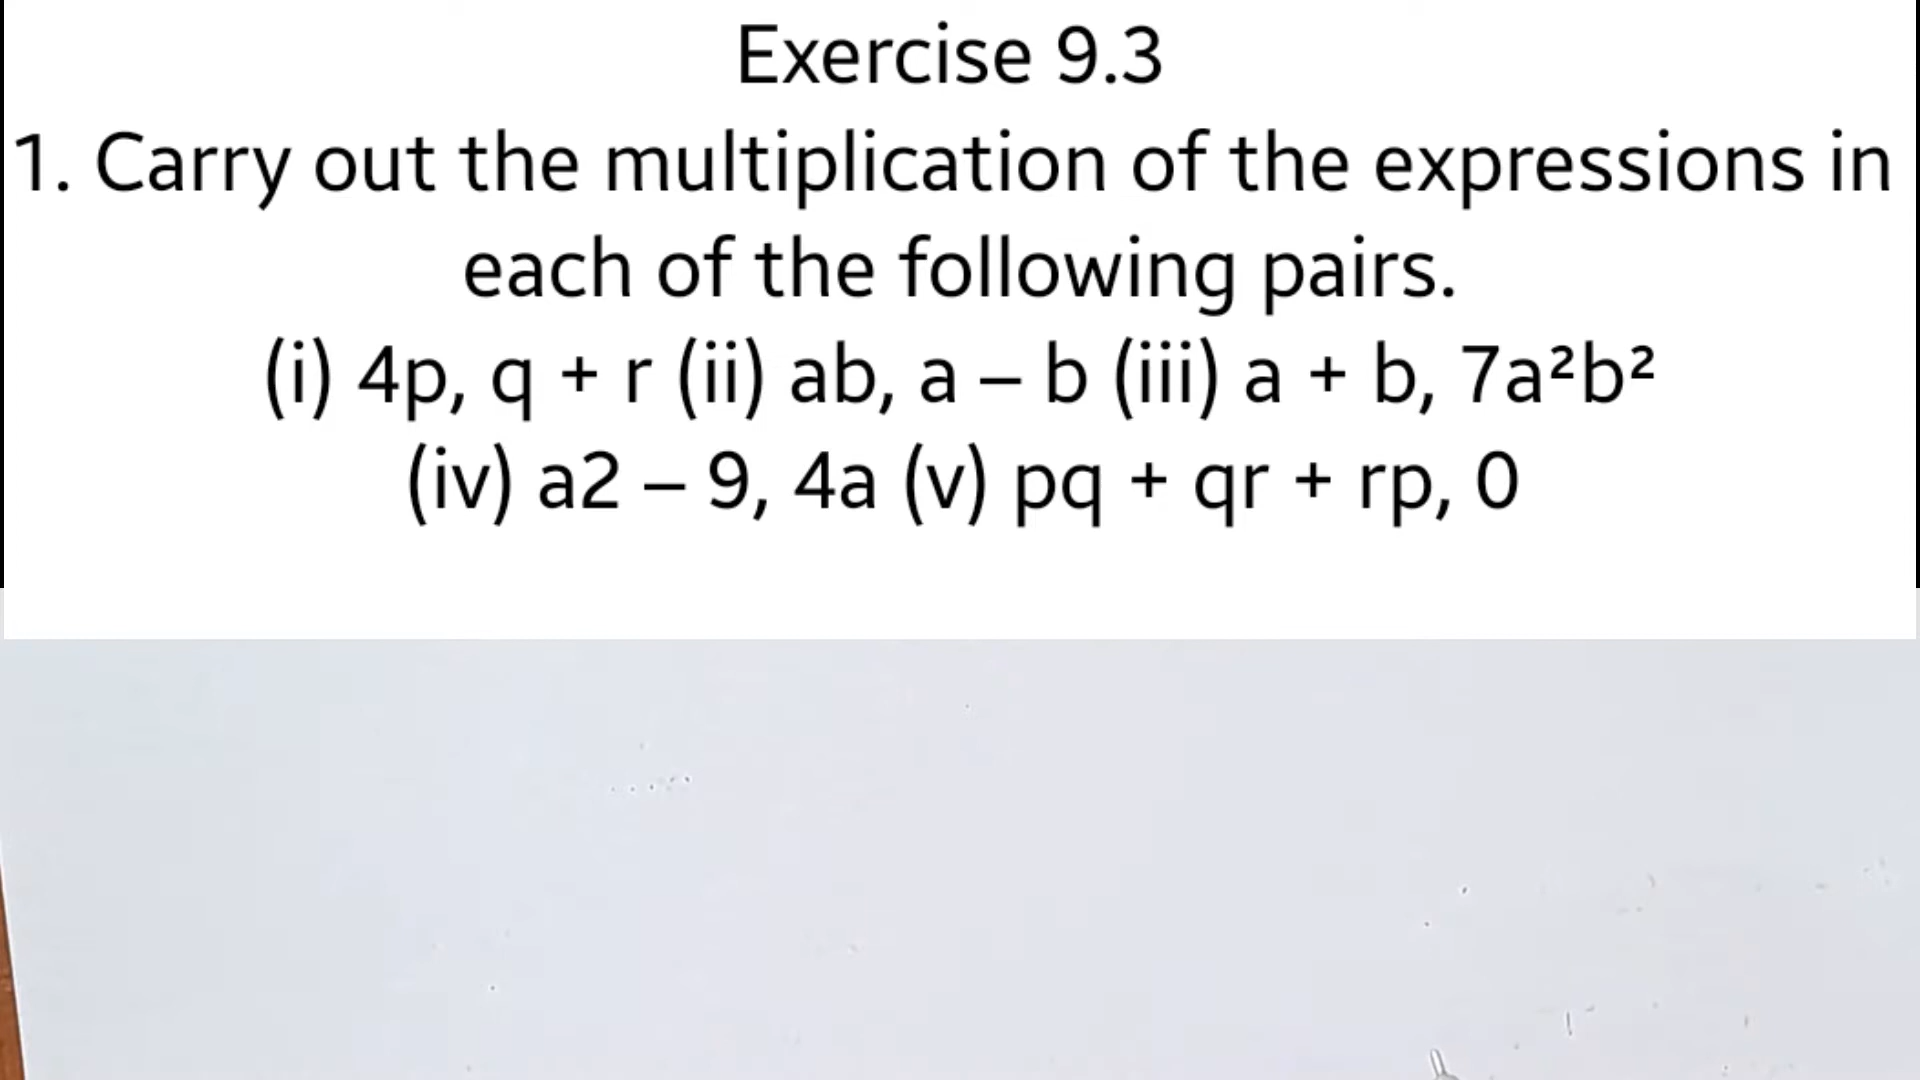 Exercise 9.3
1. Carry out the multiplication of the expressions in
each of the following pairs.
(i) 4p, q + r (ii) ab, a – b (iii) a + b, 7a²b²
(iv) a2 – 9, 4a (v) pq + qr + rp, 0